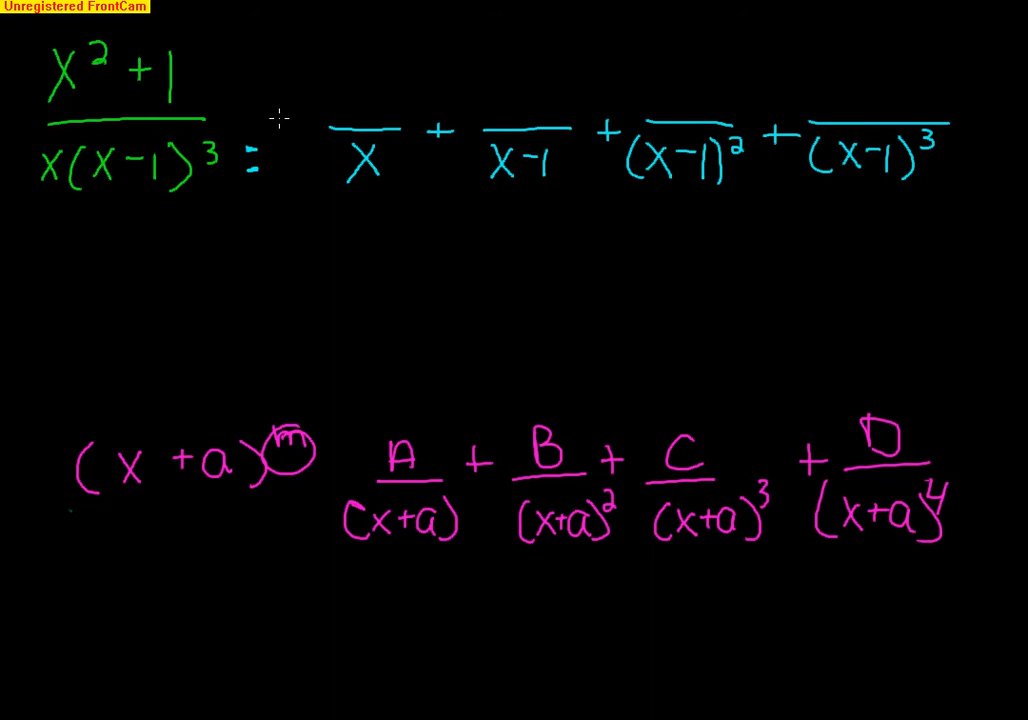 Unregistered FrontCam
x² + 1
x(x-1)³ = x + x-1 + (x-1)² + (x-1)³
(x+a)^m A + B + C + D
(x+a) (x+a)² (x+a)³ (x+a)⁴